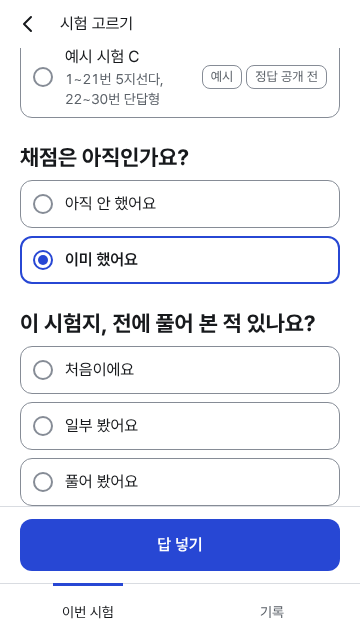 시험 고르기
예시 시험 C
1~21번 5지선다,
22~30번 단답형
예시
정답 공개 전
채점은 아직인가요?
아직 안 했어요
이미 했어요
이 시험지, 전에 풀어 본 적 있나요?
처음이에요
일부 봤어요
풀어 봤어요
답 넣기
이번 시험
기록